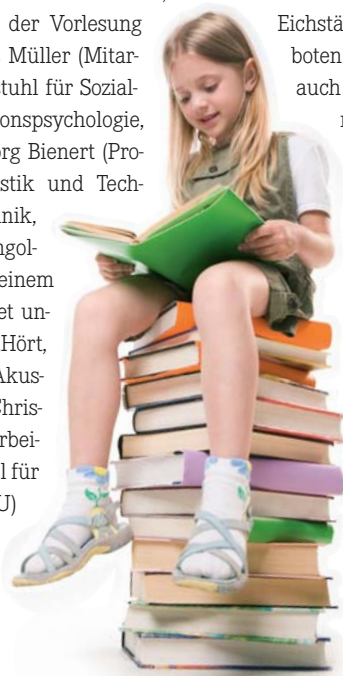 der Vorlesung
Müller (Mitar-
tuhl für Sozial-
onspsychologie,
rg Bienert (Pro-
stik und Tech-
nik,
ngol-
einem
et un-
Hört,
Akus-
Chris-
rbei-
l für
U)
Eichstä
boten
auch